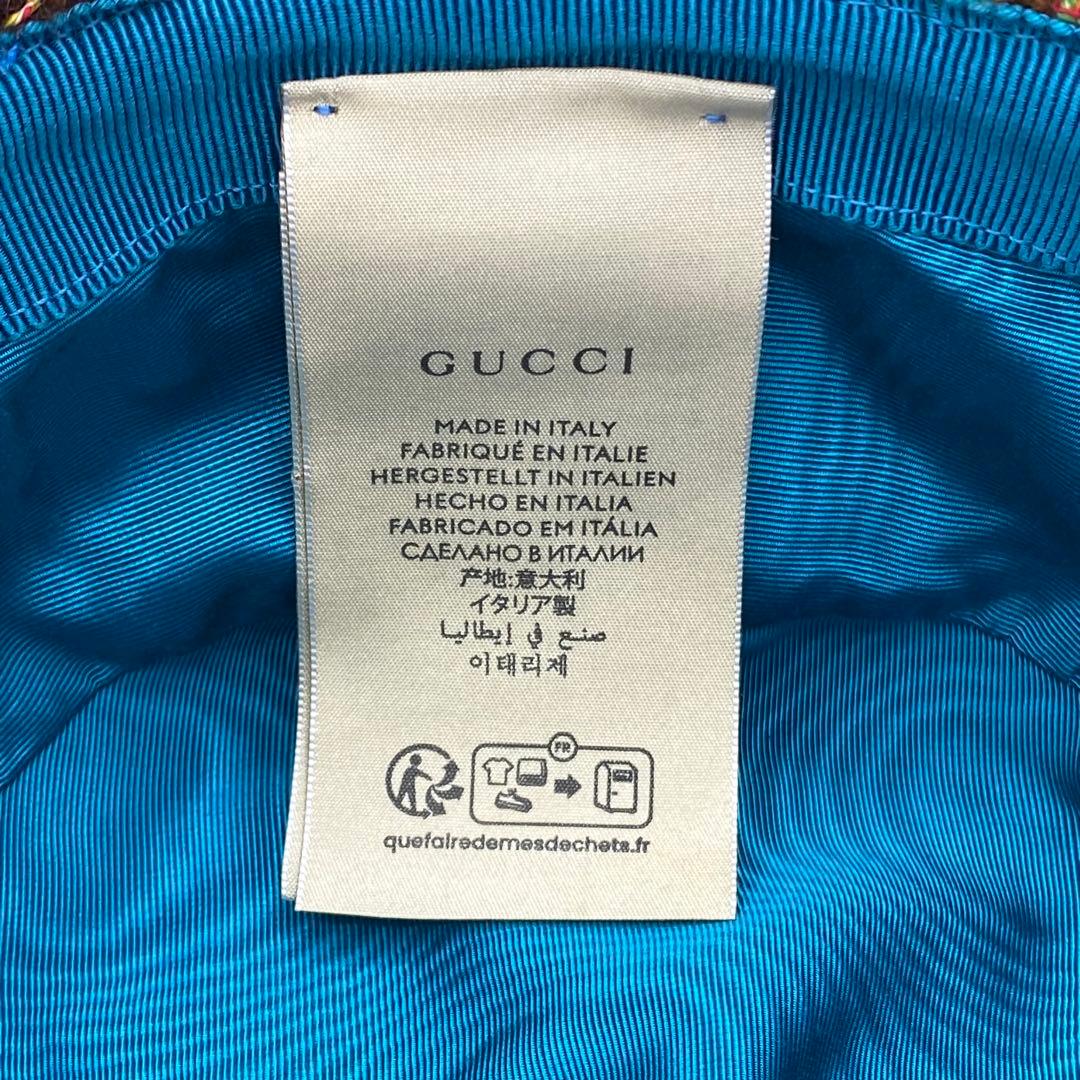 GUCCI
MADE IN ITALY
FABRIQUÉ EN ITALIE
HERGESTELLT IN ITALIEN
HECHO EN ITALIA
FABRICADO EM ITÁLIA
СДЕЛАНО В ИТАЛИИ
产地:意大利
イタリア製
صنع في إيطاليا
이태리제
FR
quefairedemesdechets.fr